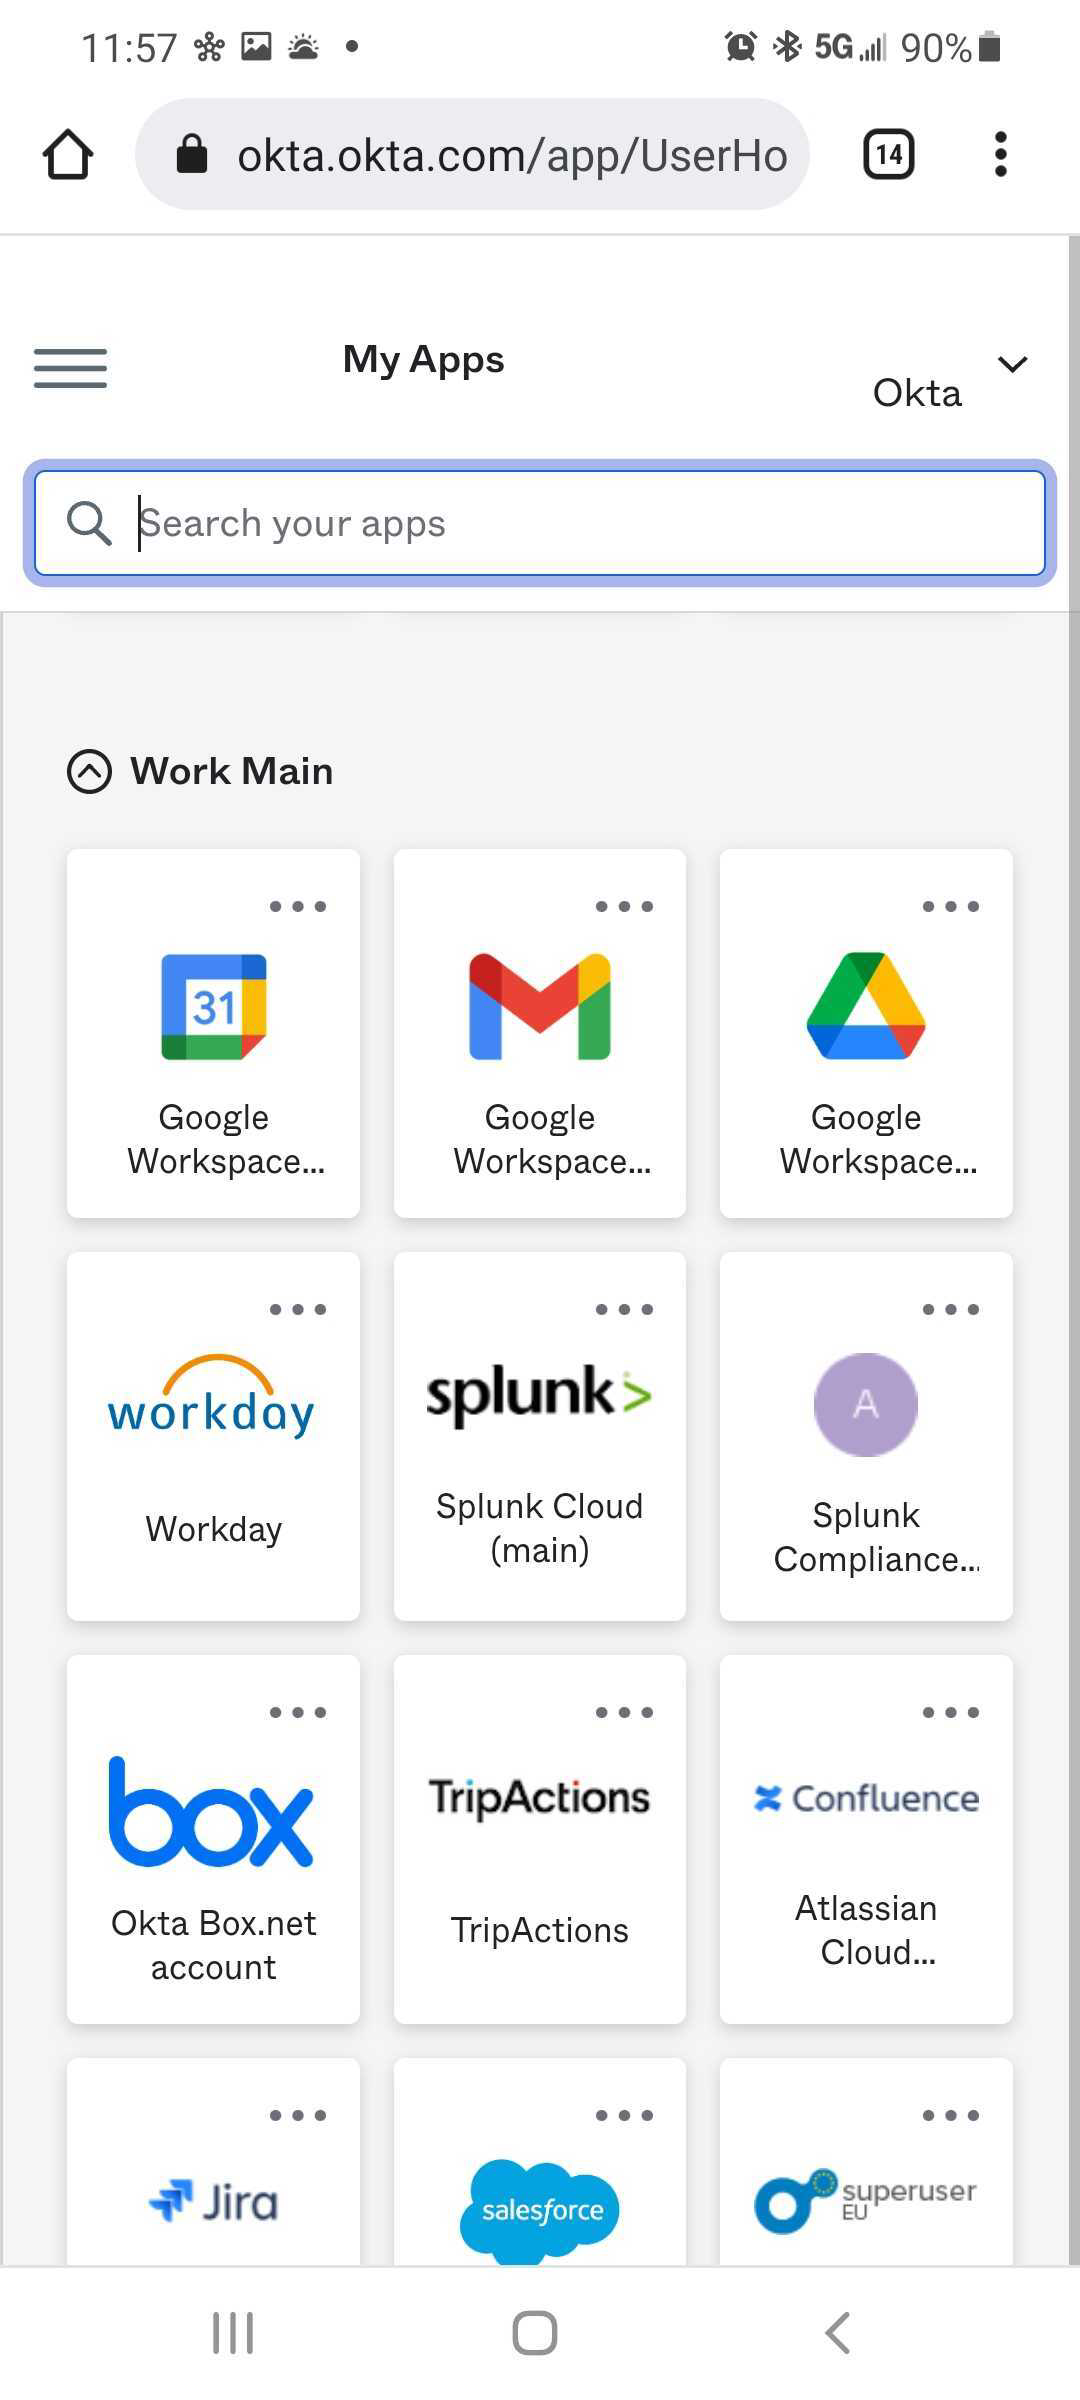 11:57 5G 90%
okta.okta.com/app/UserHo 14
My Apps
Okta
Search your apps
Work Main
31
Google
Workspace...
Google
Workspace...
Google
Workspace...
workday
Workday
splunk>
Splunk Cloud
(main)
A
Splunk
Compliance...
box
Okta Box.net
account
TripActions
TripActions
Confluence
Atlassian
Cloud...
Jira
salesforce
superuser
EU